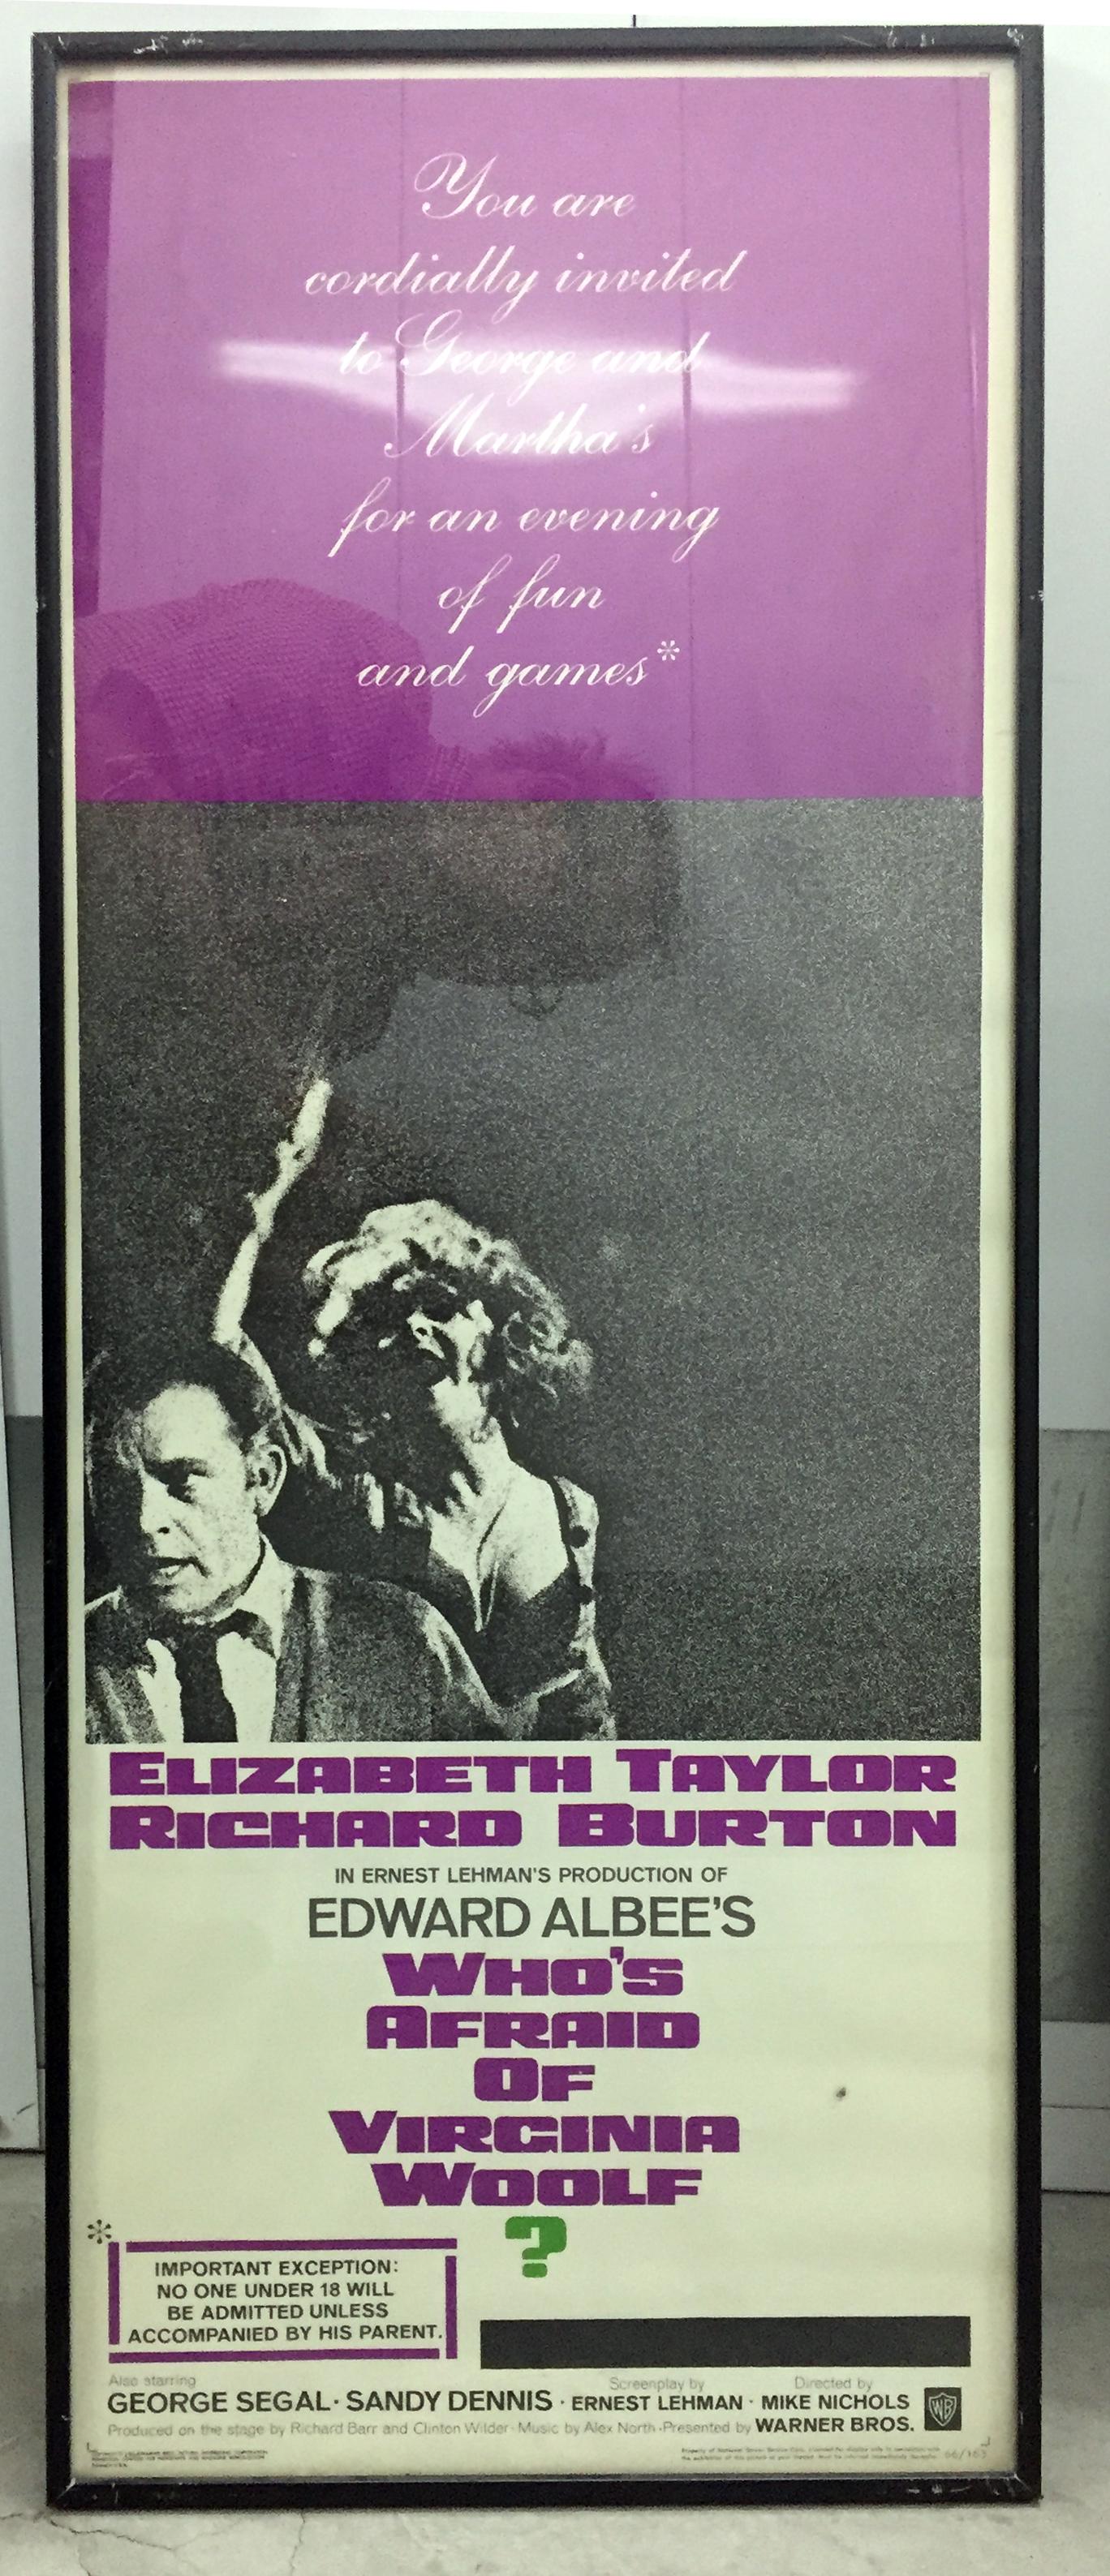 You are
cordially invited
to George and
Martha's
for an evening
of fun
and games*
ELIZABETH TAYLOR
RICHARD BURTON
IN ERNEST LEHMAN'S PRODUCTION OF
EDWARD ALBEE'S
WHO'S
AFRAID
OF
VIRGINIA
WOOLF
?
*
IMPORTANT EXCEPTION:
NO ONE UNDER 18 WILL
BE ADMITTED UNLESS
ACCOMPANIED BY HIS PARENT.
Also starring Screenplay by Directed by
GEORGE SEGAL · SANDY DENNIS · ERNEST LEHMAN · MIKE NICHOLS
WB
Produced on the stage by Richard Barr and Clinton Wilder · Music by Alex North · Presented by WARNER BROS.
66/163